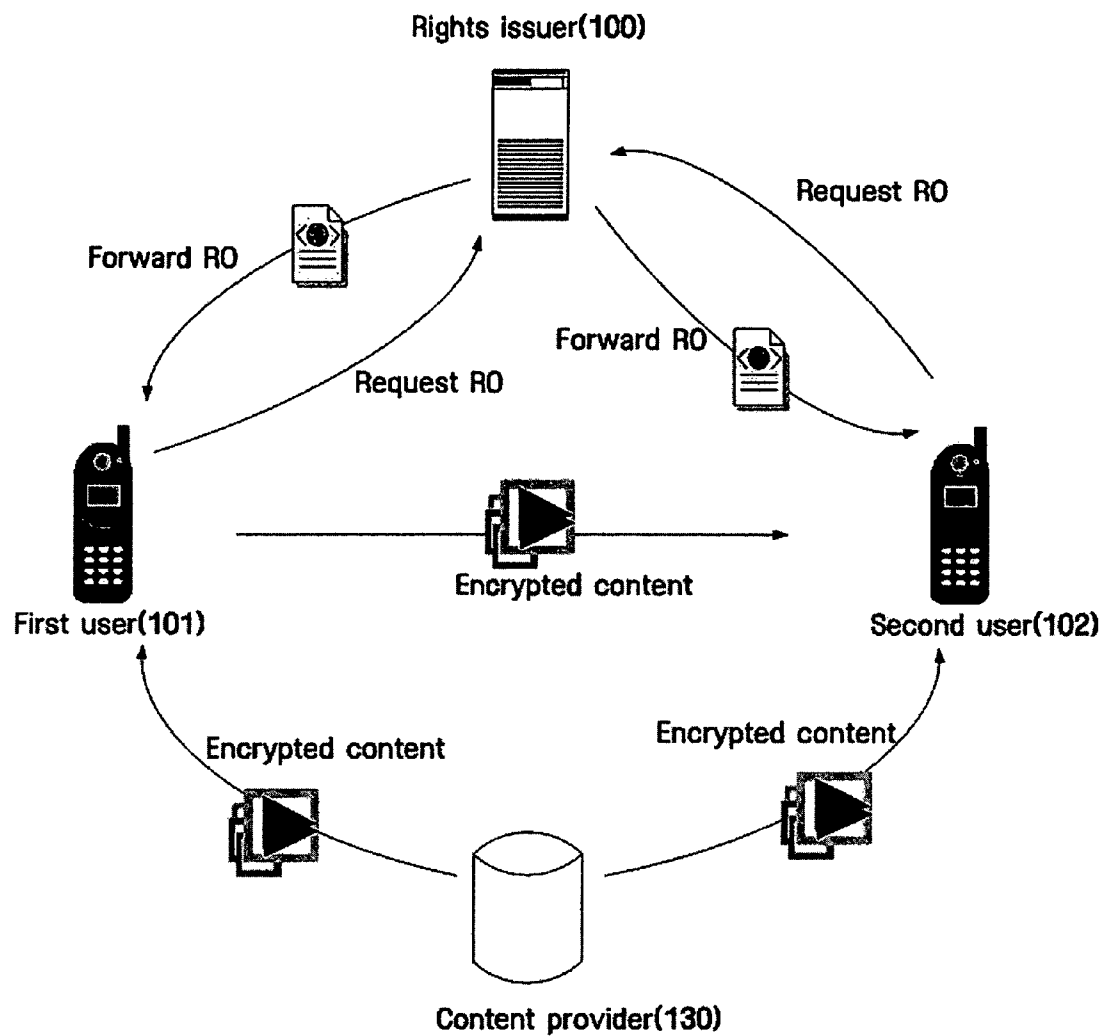 Rights issuer(100)
Request RO
Forward RO
Forward RO
Request RO
Encrypted content
First user(101)
Second user(102)
Encrypted content
Encrypted content
Content provider(130)